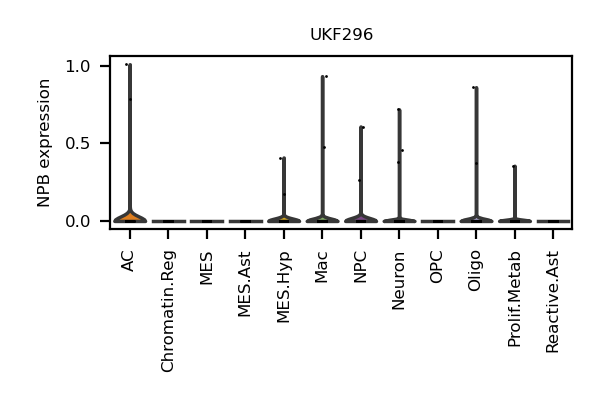 UKF296
NPB expression
1.0
0.5
0.0
AC
Chromatin.Reg
MES
MES.Ast
MES.Hyp
Mac
NPC
Neuron
OPC
Oligo
Prolif.Metab
Reactive.Ast